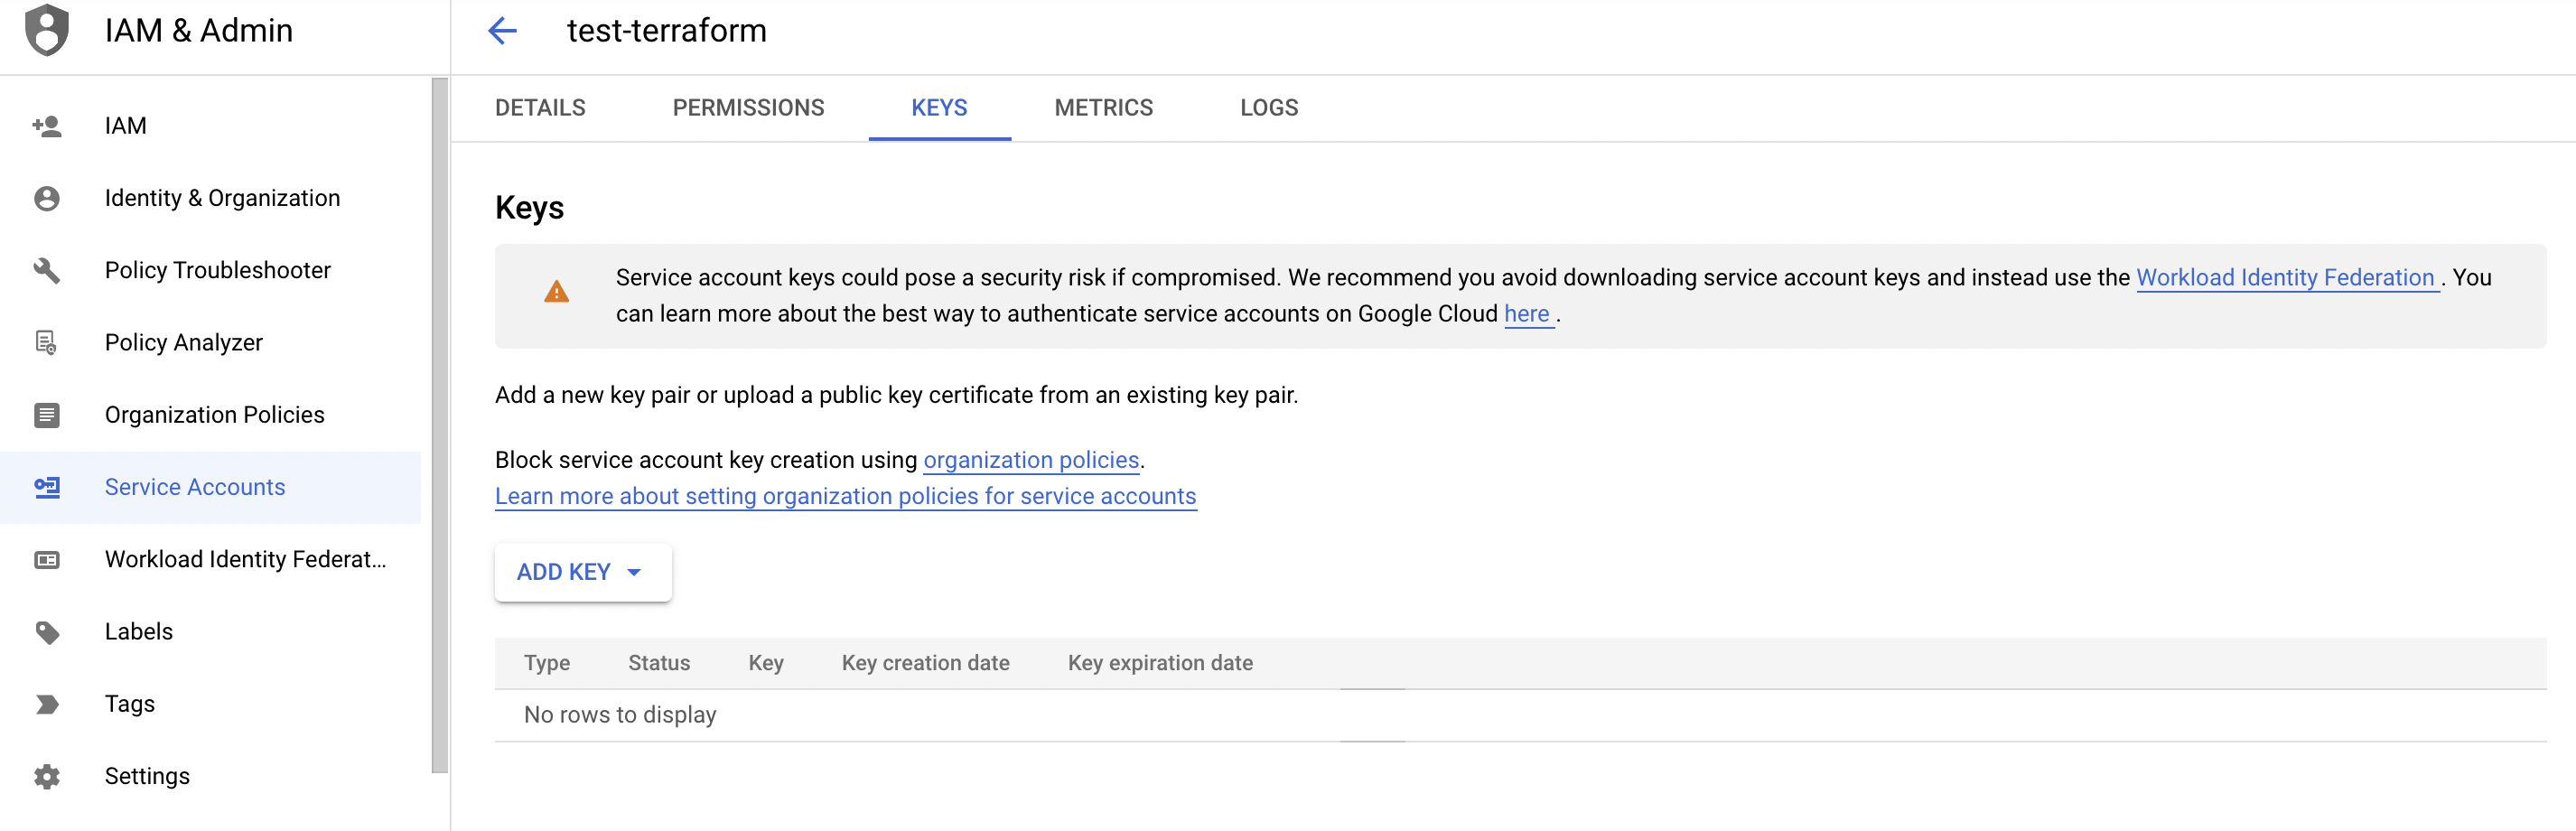 IAM & Admin
test-terraform
IAM
Identity & Organization
Policy Troubleshooter
Policy Analyzer
Organization Policies
Service Accounts
Workload Identity Federat...
Labels
Tags
Settings
DETAILS
PERMISSIONS
KEYS
METRICS
LOGS
Keys
Service account keys could pose a security risk if compromised. We recommend you avoid downloading service account keys and instead use the Workload Identity Federation . You
can learn more about the best way to authenticate service accounts on Google Cloud here .
Add a new key pair or upload a public key certificate from an existing key pair.
Block service account key creation using organization policies.
Learn more about setting organization policies for service accounts
ADD KEY
Type Status Key Key creation date Key expiration date
No rows to display